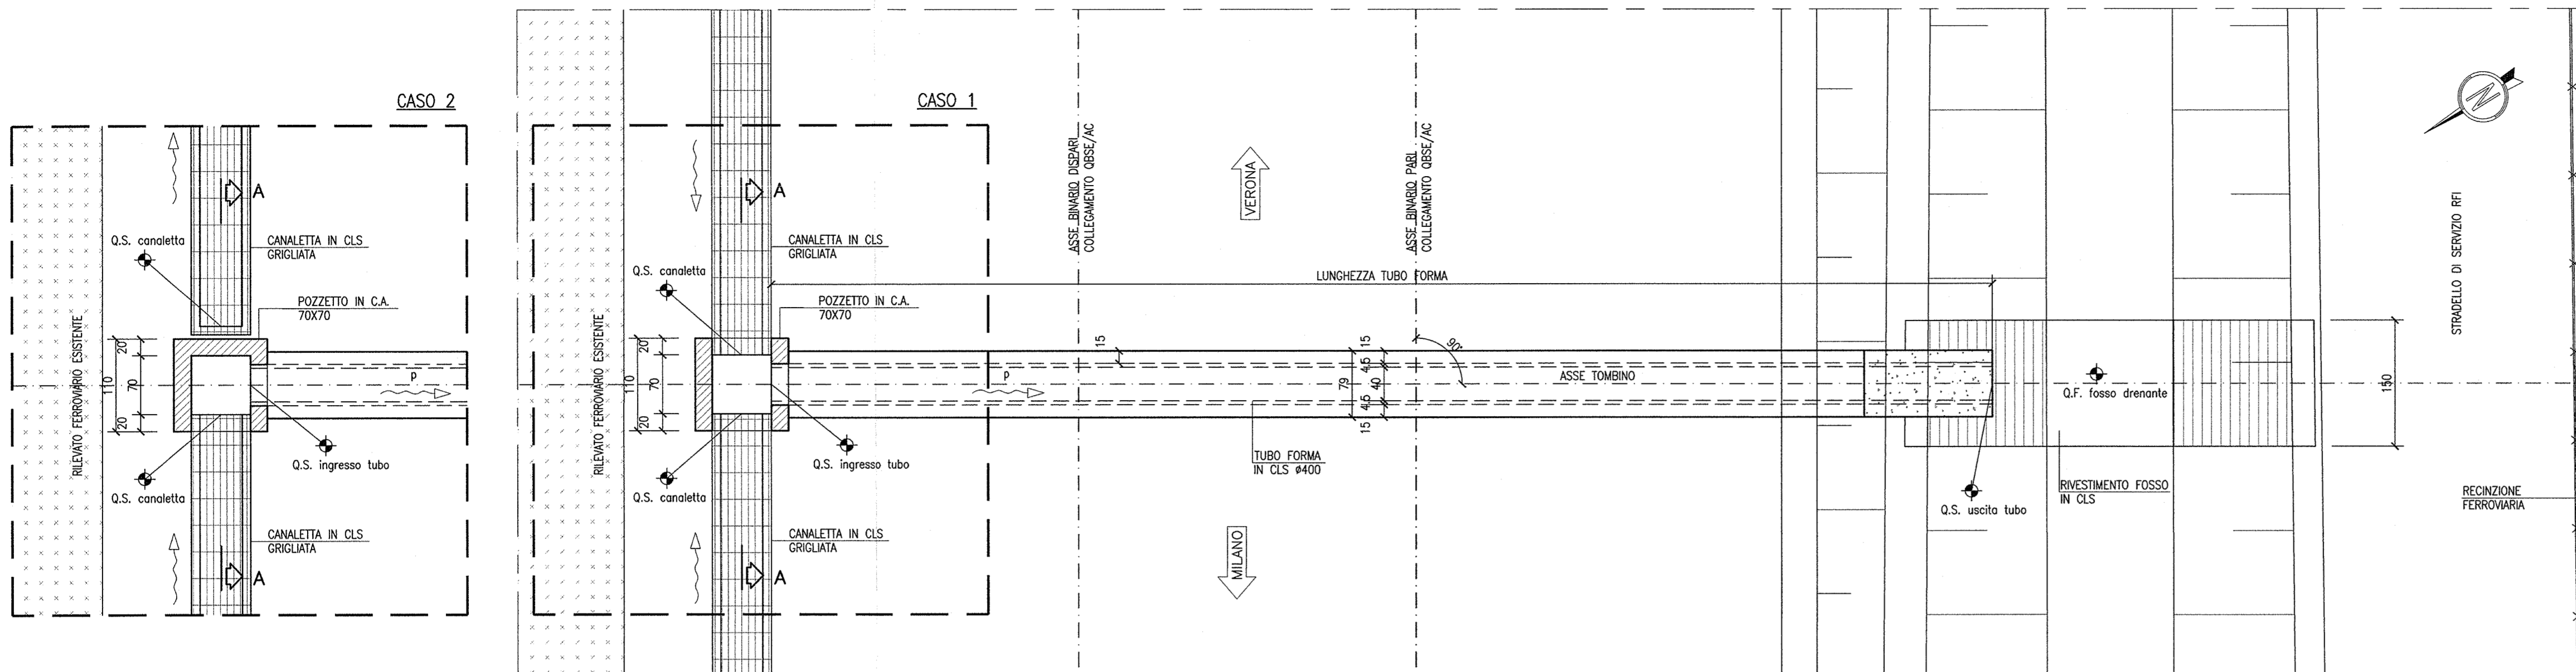 CASO 2
A
Q.S. canaletta
CANALETTA IN CLS
GRIGLIATA
POZZETTO IN C.A.
70X70
RILEVATO FERROVIARIO ESISTENTE
20
110
70
20
p
Q.S. ingresso tubo
Q.S. canaletta
CANALETTA IN CLS
GRIGLIATA
A
CASO 1
A
Q.S. canaletta
CANALETTA IN CLS
GRIGLIATA
POZZETTO IN C.A.
70X70
RILEVATO FERROVIARIO ESISTENTE
20
110
70
20
p
Q.S. ingresso tubo
Q.S. canaletta
CANALETTA IN CLS
GRIGLIATA
A
ASSE BINARIO DISPARI
COLLEGAMENTO QBSE/AC
VERONA
ASSE BINARIO PARI
COLLEGAMENTO QBSE/AC
LUNGHEZZA TUBO FORMA
15
15
4.5
79
40
4.5
15
90°
ASSE TOMBINO
TUBO FORMA
IN CLS ø400
MILANO
Q.F. fosso drenante
Q.S. uscita tubo
RIVESTIMENTO FOSSO
IN CLS
150
N
STRADELLO DI SERVIZIO RFI
RECINZIONE
FERROVIARIA